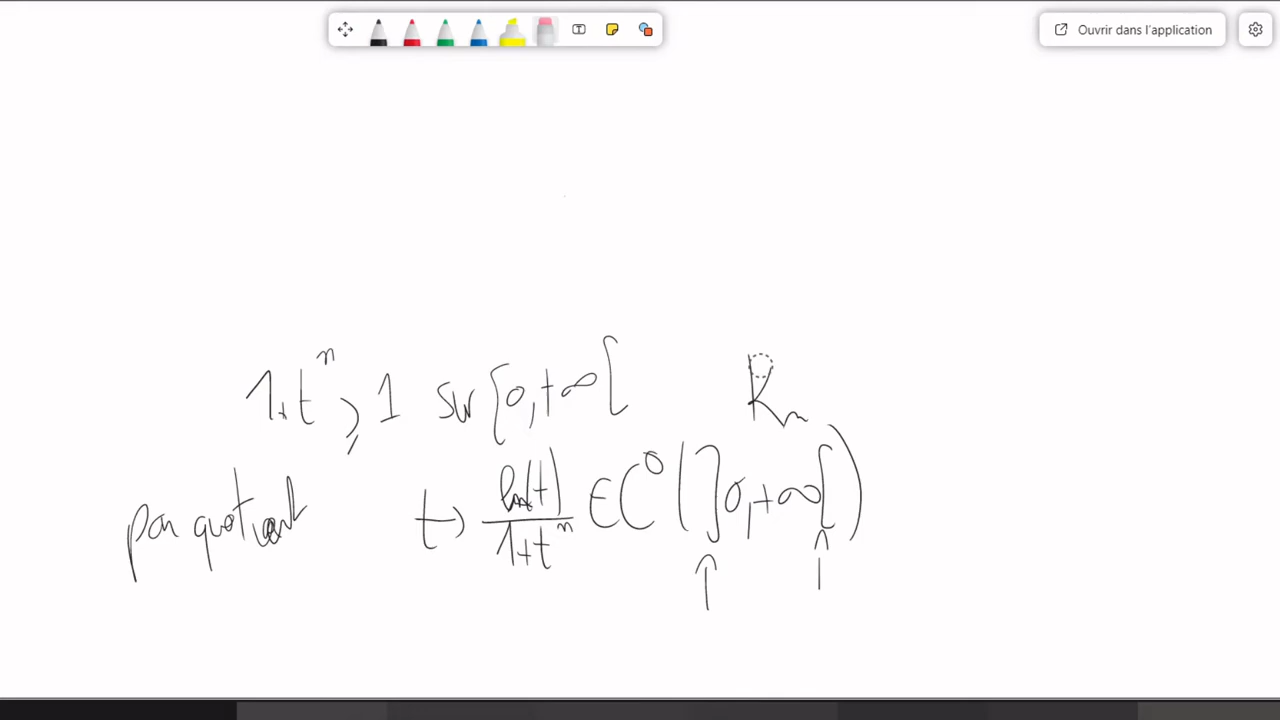 Ouvrir dans l'application
1+t^n ⩾ 1 sur [0,+∞[ K_n
par quotient t → ln(t)/(1+t^n) ∈ C^0(]0,+∞[)